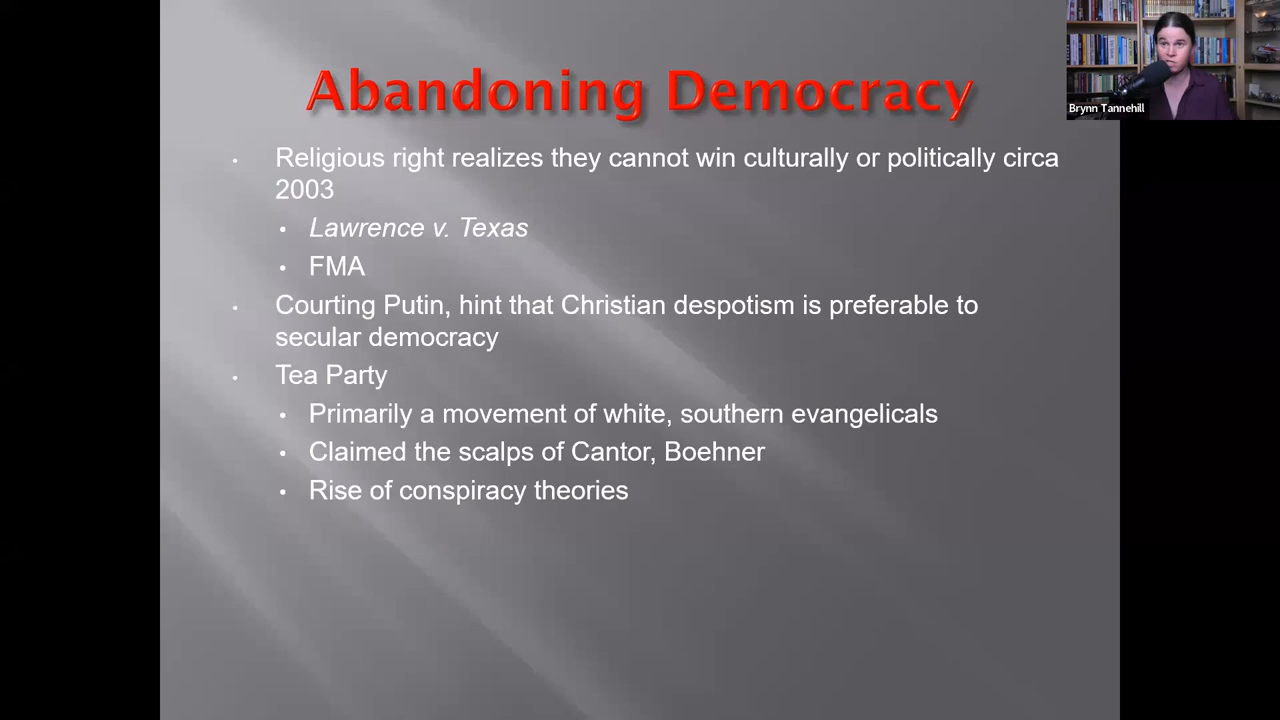 Abandoning Democracy
Brynn Tannehill
• Religious right realizes they cannot win culturally or politically circa
2003
• Lawrence v. Texas
• FMA
• Courting Putin, hint that Christian despotism is preferable to
secular democracy
• Tea Party
• Primarily a movement of white, southern evangelicals
• Claimed the scalps of Cantor, Boehner
• Rise of conspiracy theories